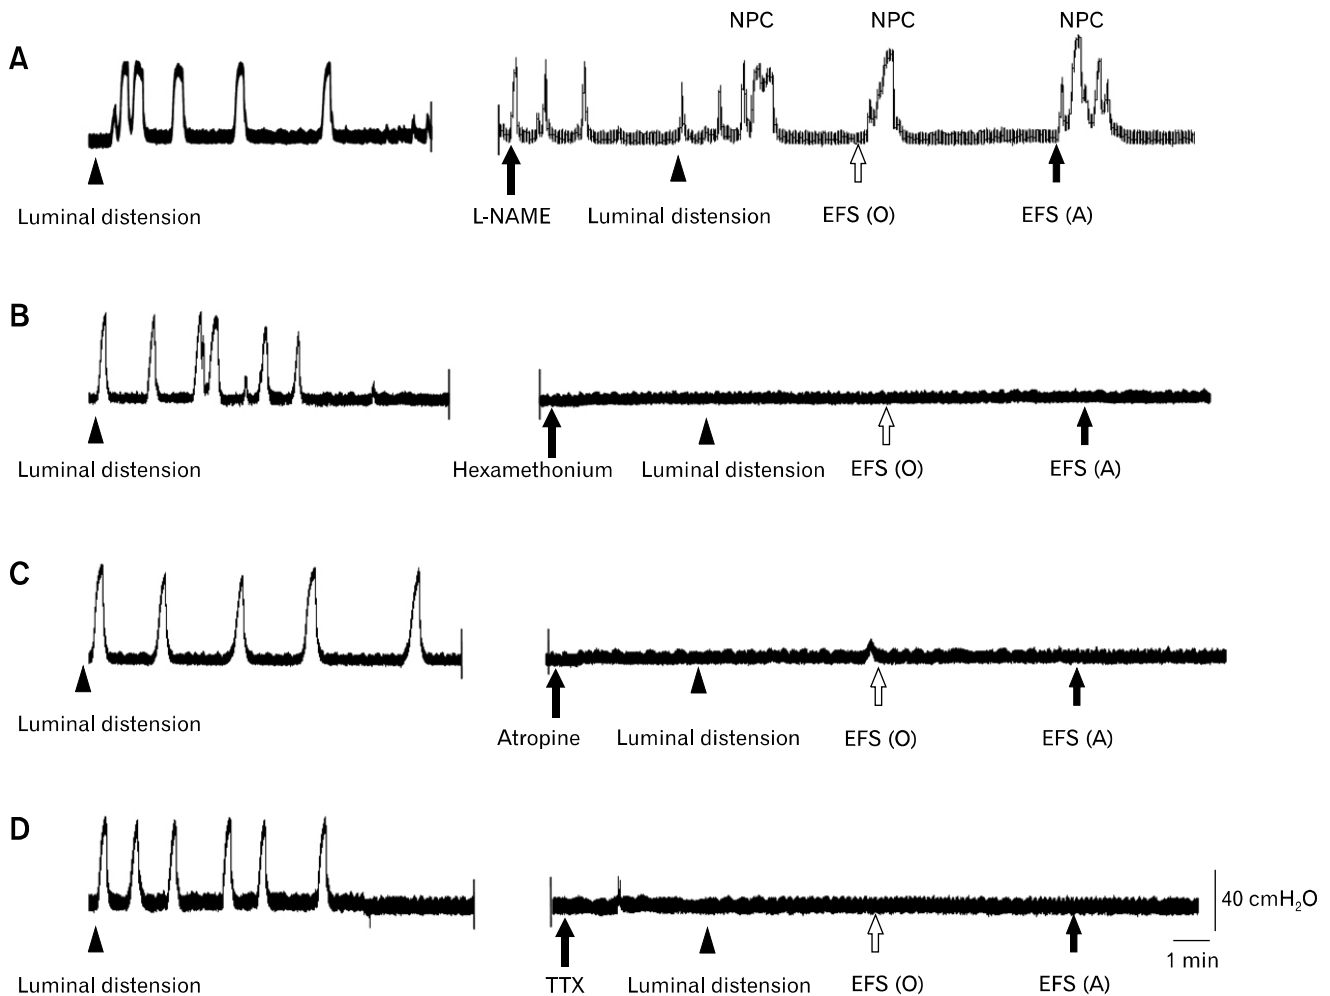 NPC NPC NPC
A
Luminal distension L-NAME Luminal distension EFS (O) EFS (A)
B
Luminal distension Hexamethonium Luminal distension EFS (O) EFS (A)
C
Luminal distension Atropine Luminal distension EFS (O) EFS (A)
D
40 cmH₂O
1 min
Luminal distension TTX Luminal distension EFS (O) EFS (A)